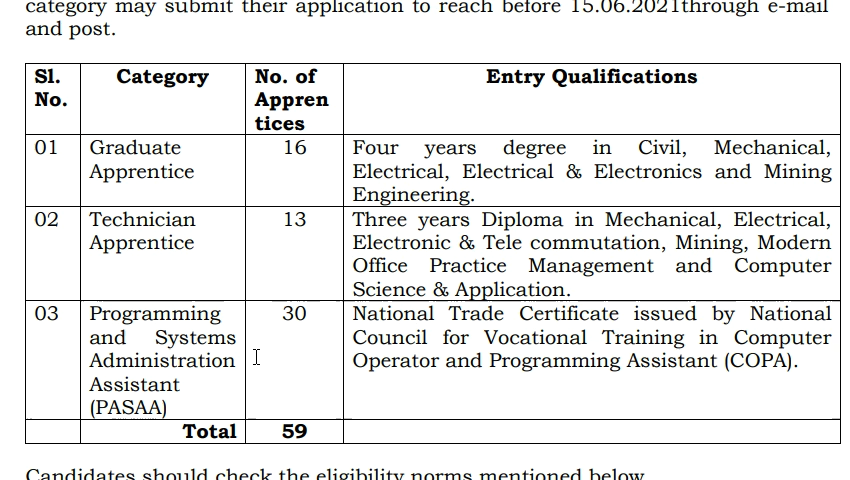 category may submit their application to reach before 15.06.2021through e-mail
and post.
Sl. No.
Category
No. of Appren tices
Entry Qualifications
01
Graduate
Apprentice
16
Four years degree in Civil, Mechanical,
Electrical, Electrical & Electronics and Mining
Engineering.
02
Technician
Apprentice
13
Three years Diploma in Mechanical, Electrical,
Electronic & Tele commutation, Mining, Modern
Office Practice Management and Computer
Science & Application.
03
Programming
and Systems
Administration
Assistant
(PASAA)
30
National Trade Certificate issued by National
Council for Vocational Training in Computer
Operator and Programming Assistant (COPA).
Total 59
Candidates should check the eligibility norms mentioned below